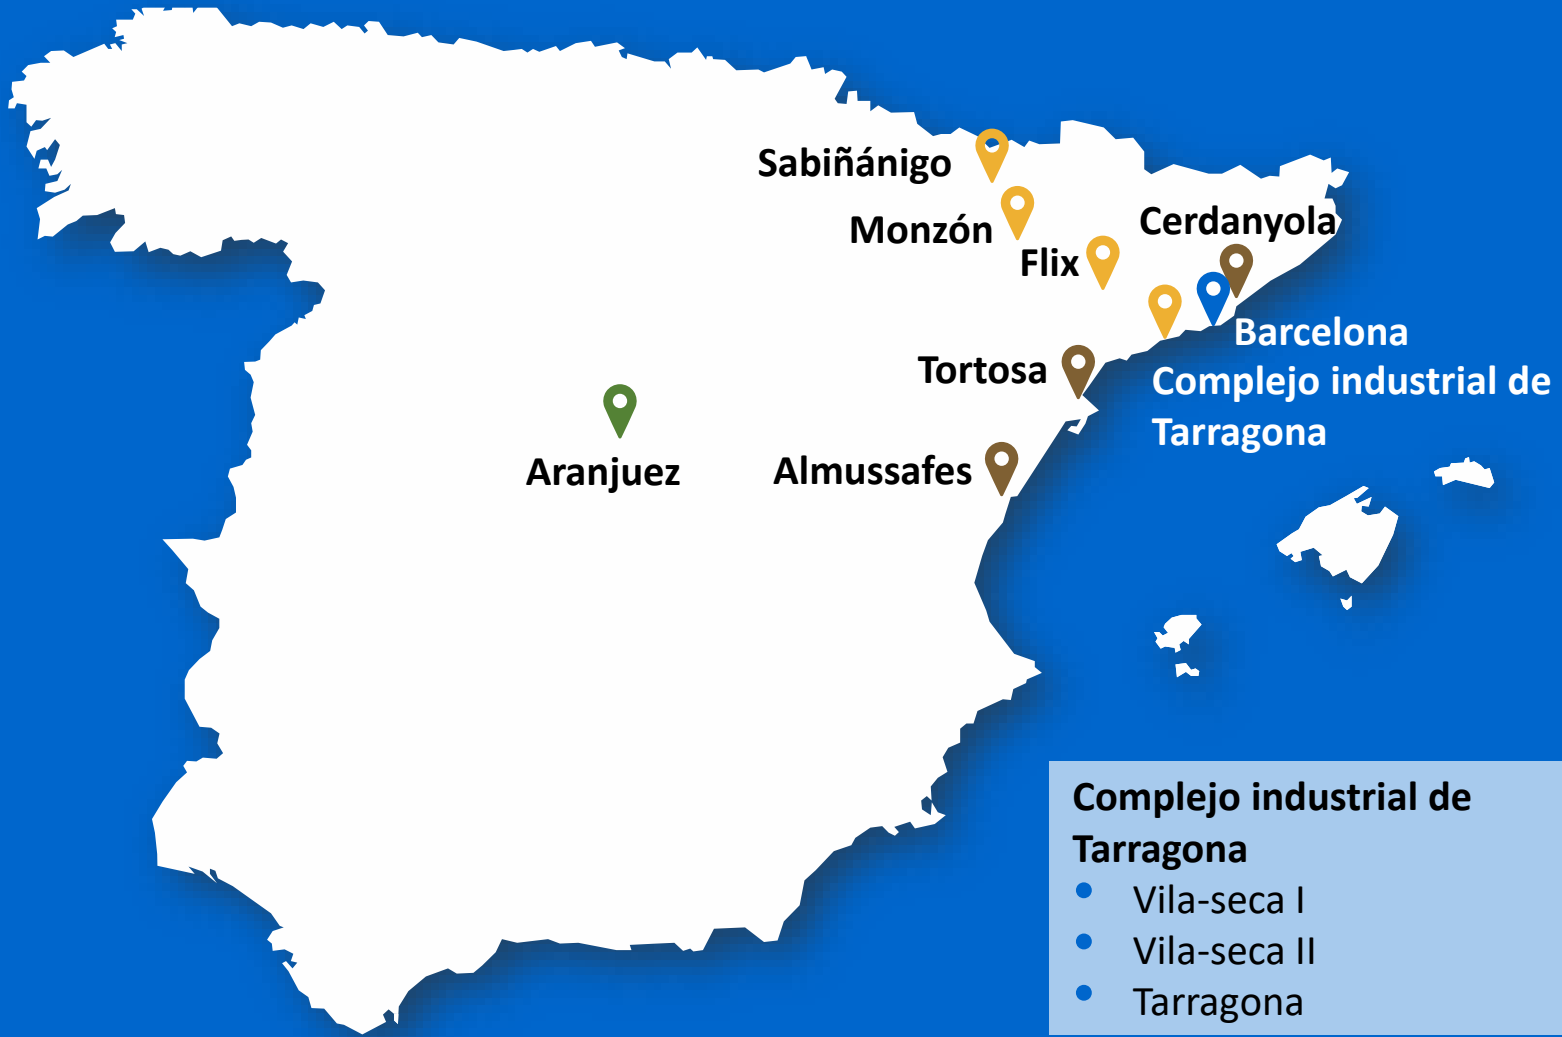 Sabiñánigo
Monzón
Cerdanyola
Flix
Barcelona
Tortosa
Complejo industrial de
Tarragona
Aranjuez
Almussafes
Complejo industrial de
Tarragona
• Vila-seca I
• Vila-seca II
• Tarragona